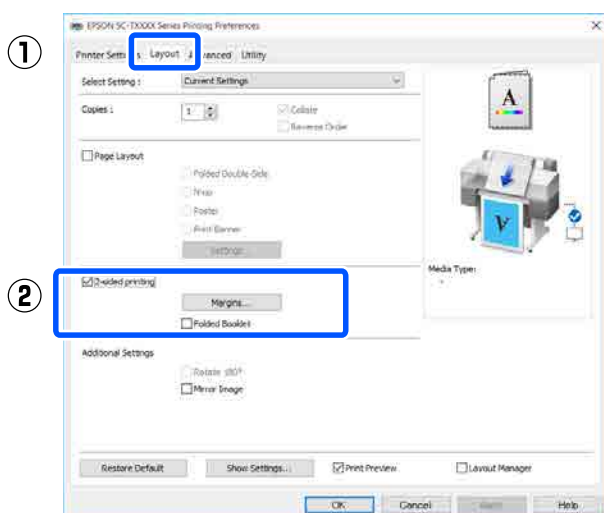 EPSON SC-TXXXX Series Printing Preferences
①
Printer Settings Layout Advanced Utility
Select Setting : Current Settings
Copies : 1 Collate
Reverse Order
Page Layout
Folded Double-Side
N-up
Poster
Print Banner
Settings...
②
2-sided printing
Margins...
Folded Booklet
Media Type:
-
Additional Settings
Rotate 180°
Mirror Image
Restore Default Show Settings... Print Preview Layout Manager
OK Cancel Apply Help
A
A